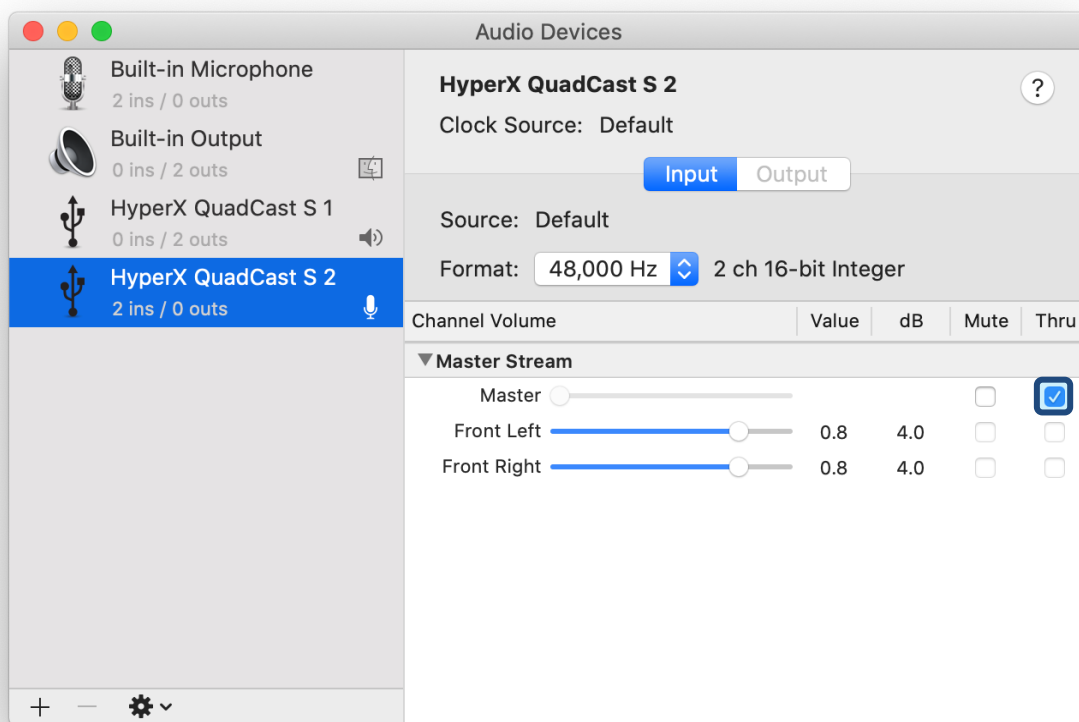 Audio Devices
Built-in Microphone
2 ins / 0 outs
Built-in Output
0 ins / 2 outs
HyperX QuadCast S 1
0 ins / 2 outs
HyperX QuadCast S 2
2 ins / 0 outs
HyperX QuadCast S 2
?
Clock Source: Default
Input Output
Source: Default
Format: 48,000 Hz 2 ch 16-bit Integer
Channel Volume Value dB Mute Thru
Master Stream
Master
Front Left 0.8 4.0
Front Right 0.8 4.0